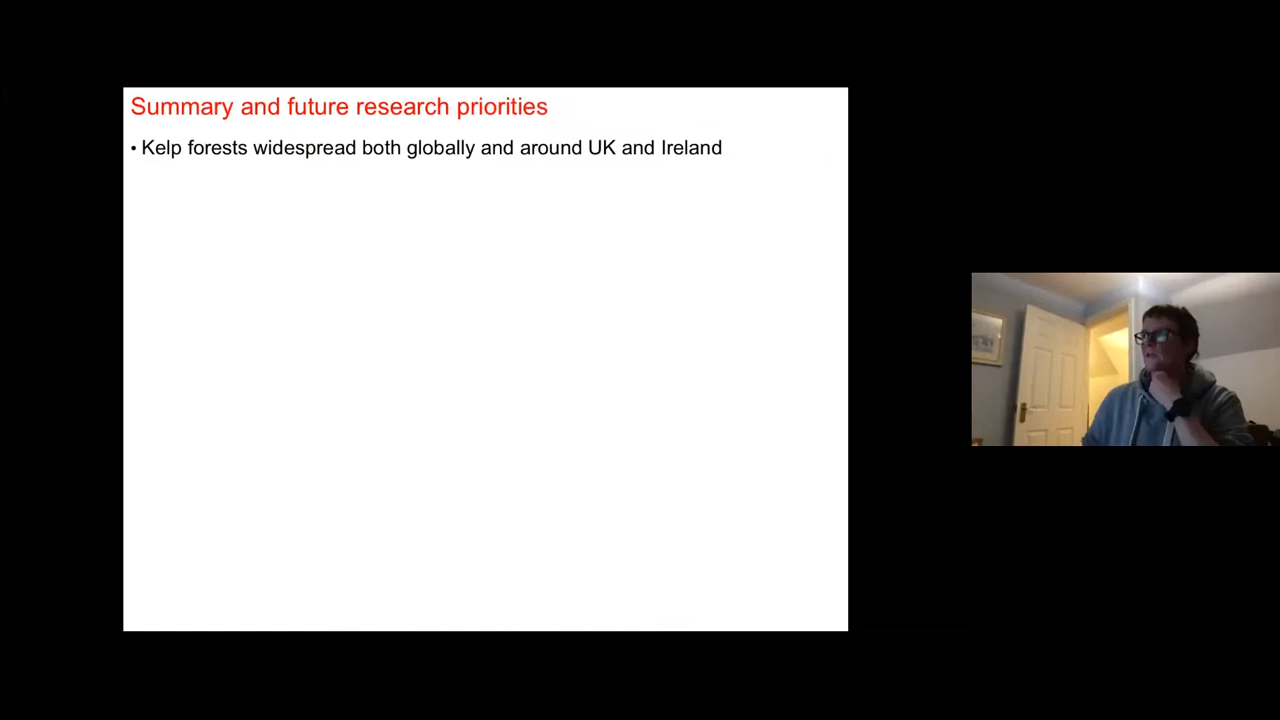 Summary and future research priorities
• Kelp forests widespread both globally and around UK and Ireland